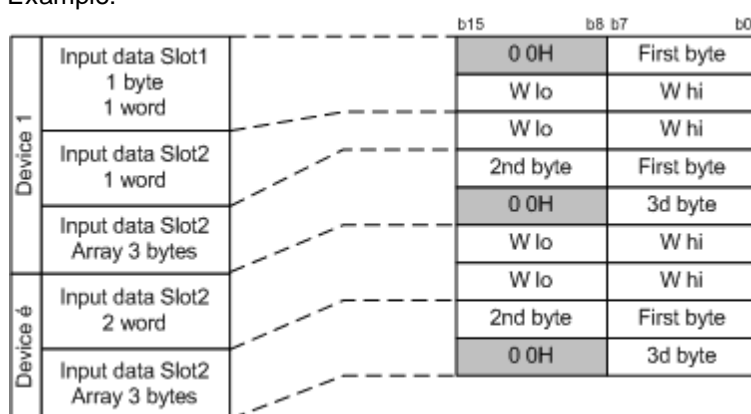 Example:
b15 b8 b7 b0
Device 1
Input data Slot1
1 byte
1 word
Input data Slot2
1 word
Input data Slot2
Array 3 bytes
Device é
Input data Slot2
2 word
Input data Slot2
Array 3 bytes
0 0H First byte
W lo W hi
W lo W hi
2nd byte First byte
0 0H 3d byte
W lo W hi
W lo W hi
2nd byte First byte
0 0H 3d byte